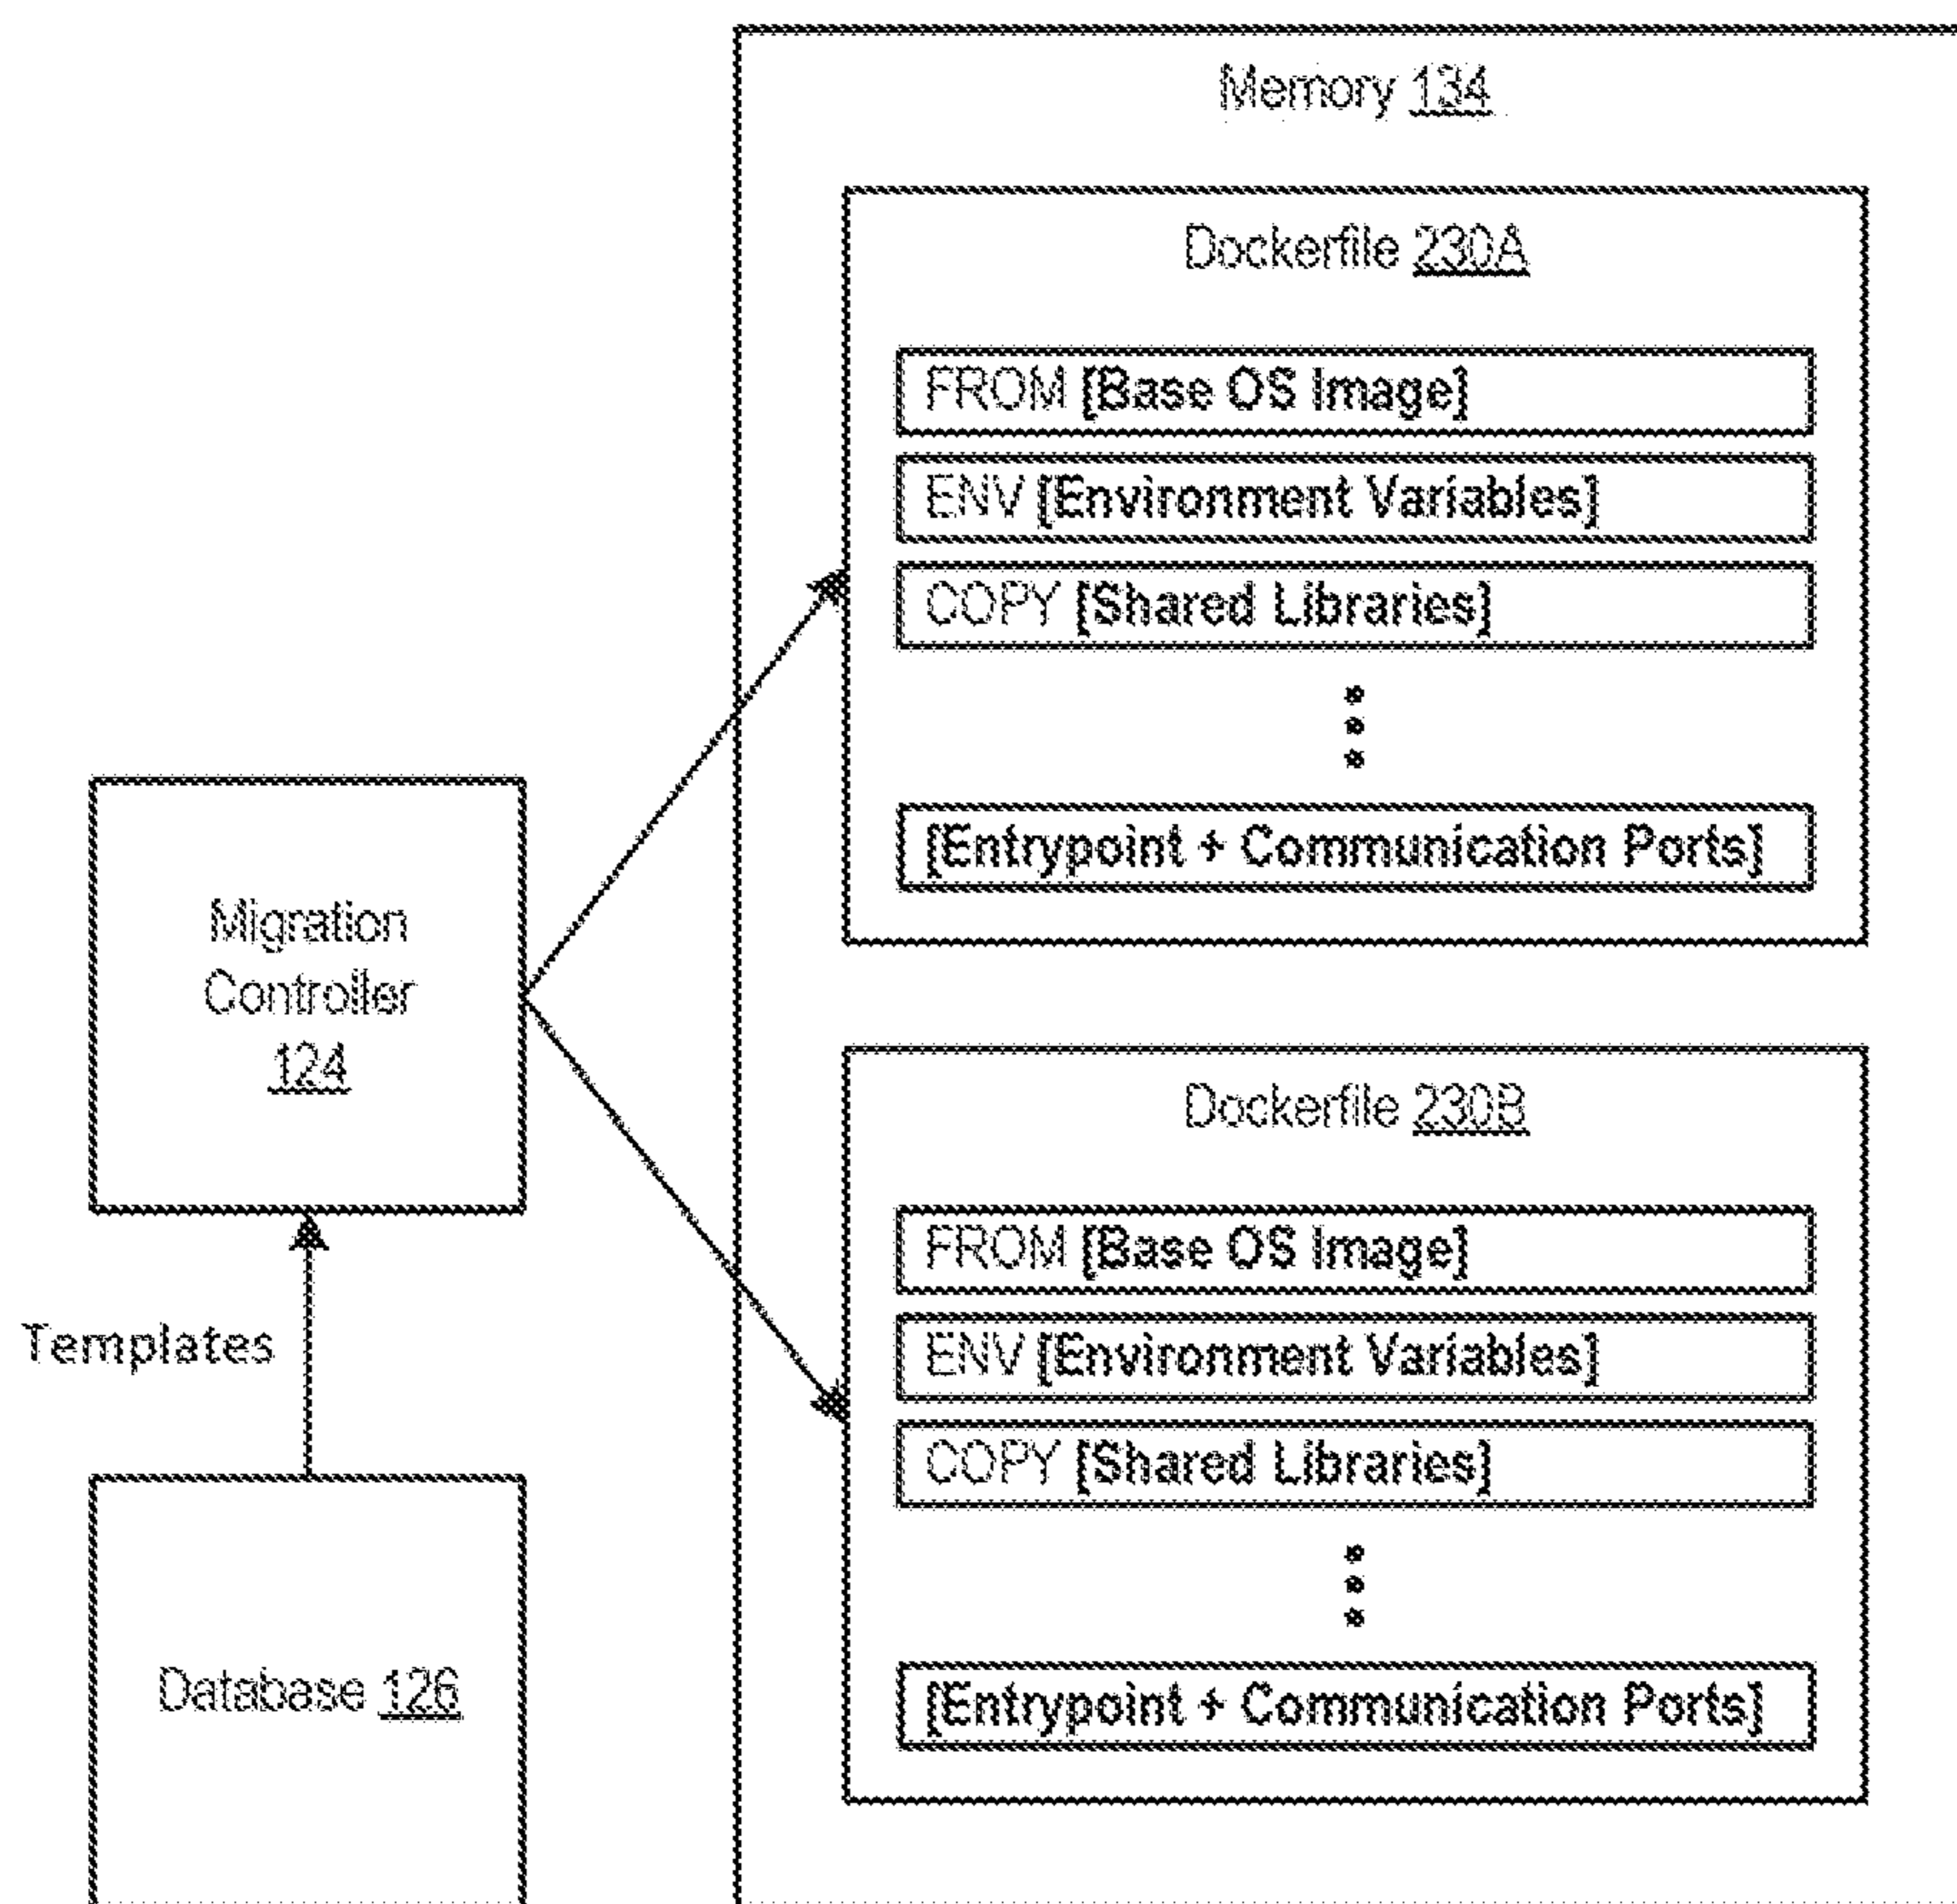 Memory 134
Dockerfile 230A
FROM [Base OS Image]
ENV [Environment Variables]
COPY [Shared Libraries]
[Entrypoint + Communication Ports]
Migration
Controller
124
Dockerfile 230B
FROM [Base OS Image]
ENV [Environment Variables]
COPY [Shared Libraries]
[Entrypoint + Communication Ports]
Templates
Database 126